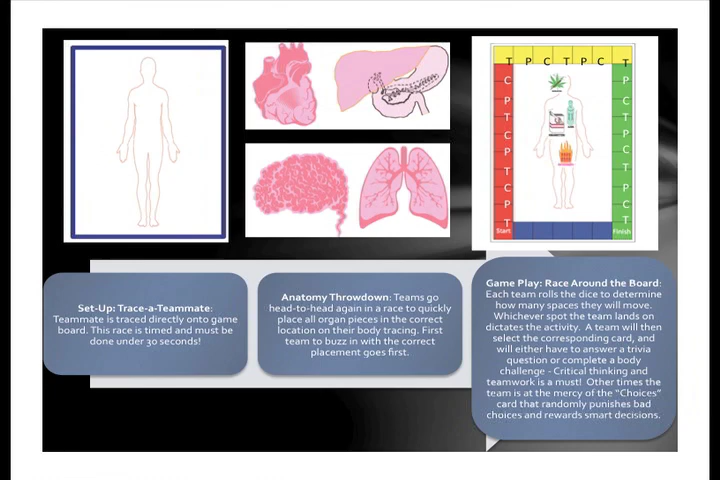 T P C T P C T
C
P
T
C
P
T
C
P
T
C
P
T
C
P
T
P
C
T
Start
Finish
Set-Up: Trace-a-Teammate:
Teammate is traced directly onto game
board. This race is timed and must be
done under 30 seconds!
Anatomy Throwdown: Teams go
head-to-head again in a race to quickly
place all organ pieces in the correct
location on their body tracing. First
team to buzz in with the correct
placement goes first.
Game Play: Race Around the Board:
Each team rolls the dice to determine
how many spaces they will move.
Whichever spot the team lands on
dictates the activity. A team will then
select the corresponding card, and
will either have to answer a trivia
question or complete a body
challenge - Critical thinking and
teamwork is a must! Other times the
team is at the mercy of the "Choices"
card that randomly punishes bad
choices and rewards smart decisions.